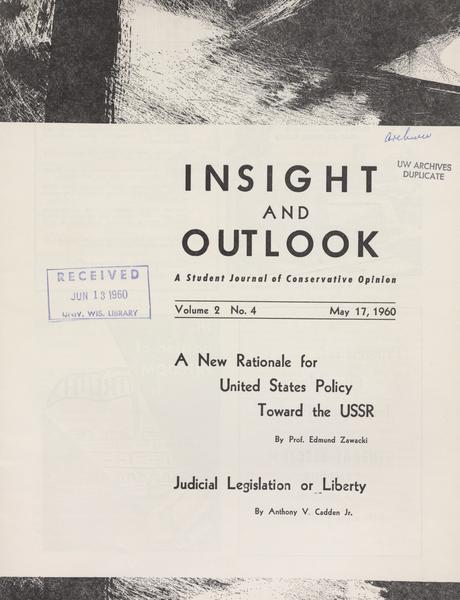 archives
UW ARCHIVES
DUPLICATE
INSIGHT
AND
OUTLOOK
A Student Journal of Conservative Opinion
RECEIVED
JUN 13 1960
UNIV. WIS. LIBRARY
Volume 2 No. 4 May 17, 1960
A New Rationale for
United States Policy
Toward the USSR
By Prof. Edmund Zawacki
Judicial Legislation or Liberty
By Anthony V. Cadden Jr.